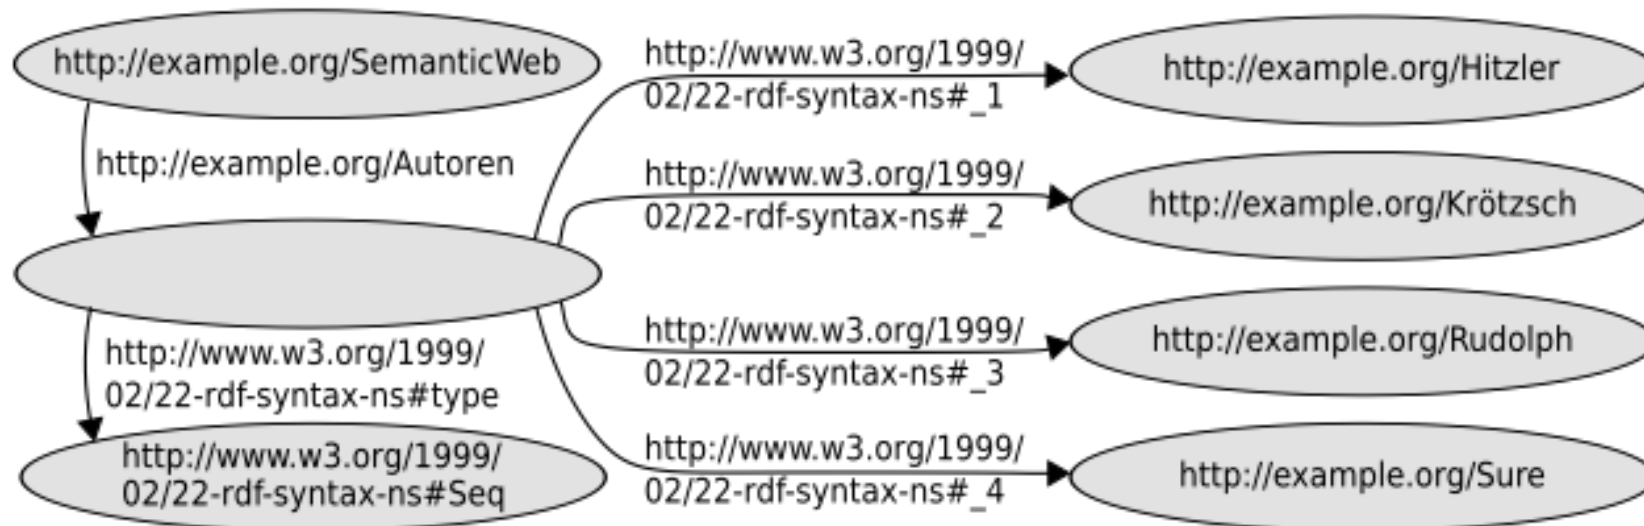 http://example.org/SemanticWeb
http://example.org/Autoren
http://www.w3.org/1999/
02/22-rdf-syntax-ns#type
http://www.w3.org/1999/
02/22-rdf-syntax-ns#Seq
http://www.w3.org/1999/
02/22-rdf-syntax-ns#_1
http://example.org/Hitzler
http://www.w3.org/1999/
02/22-rdf-syntax-ns#_2
http://example.org/Krötzsch
http://www.w3.org/1999/
02/22-rdf-syntax-ns#_3
http://example.org/Rudolph
http://www.w3.org/1999/
02/22-rdf-syntax-ns#_4
http://example.org/Sure